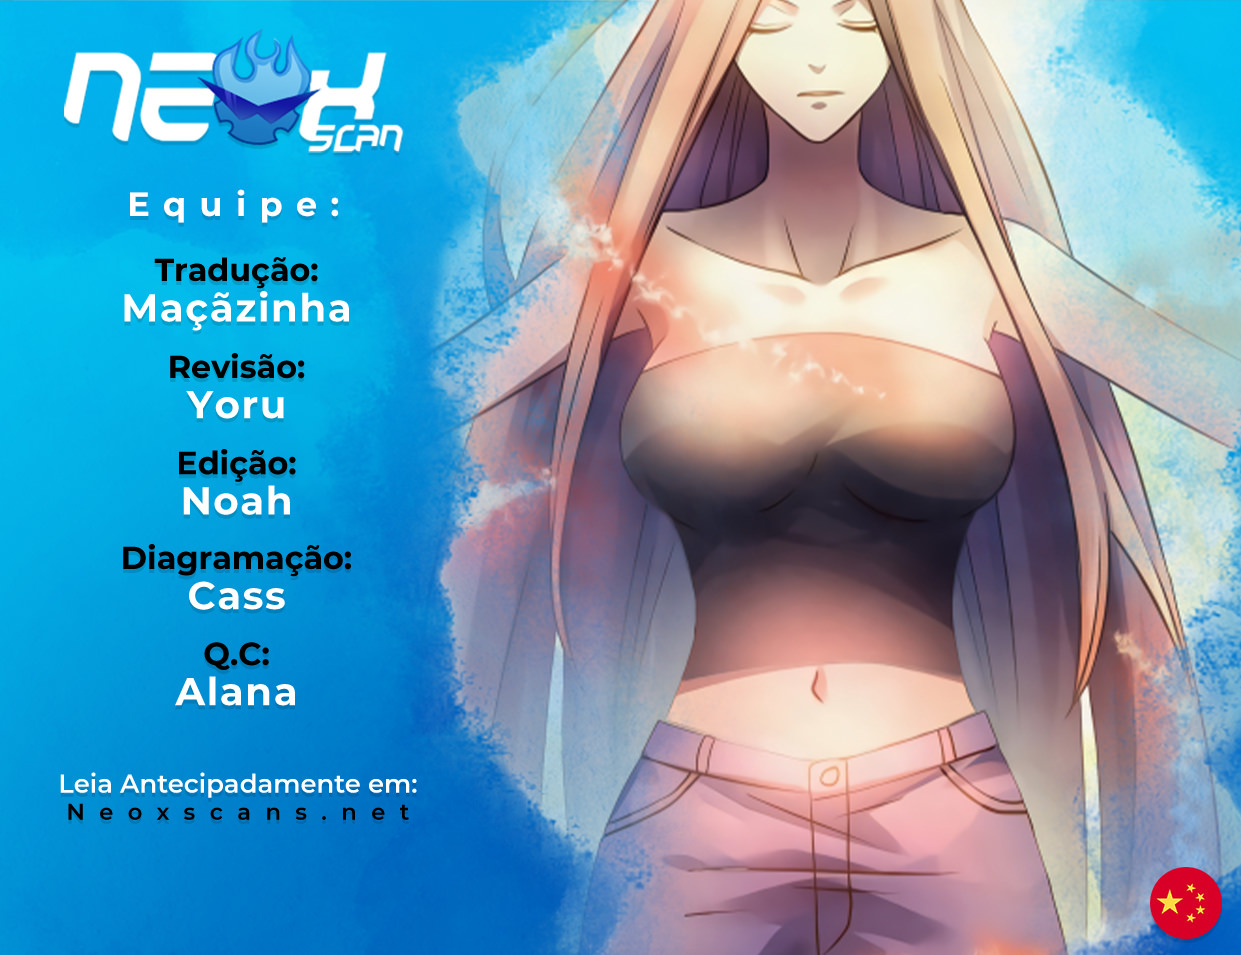 NEOX
SCAN
Equipe:
Tradução:
Maçãzinha
Revisão:
Yoru
Edição:
Noah
Diagramação:
Cass
Q.C:
Alana
Leia Antecipadamente em:
Neoxscans.net